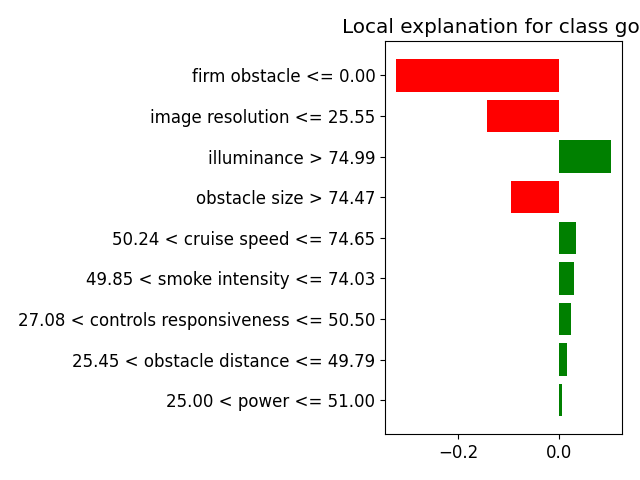 Local explanation for class go
firm obstacle <= 0.00
image resolution <= 25.55
illuminance > 74.99
obstacle size > 74.47
50.24 < cruise speed <= 74.65
49.85 < smoke intensity <= 74.03
27.08 < controls responsiveness <= 50.50
25.45 < obstacle distance <= 49.79
25.00 < power <= 51.00
−0.2 0.0